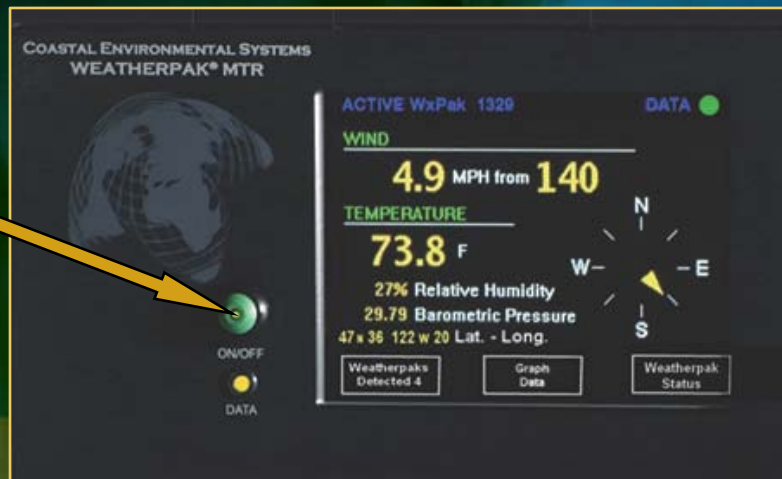 COASTAL ENVIRONMENTAL SYSTEMS
WEATHERPAK® MTR
ACTIVE WxPak 1329 DATA
WIND
4.9 MPH from 140
TEMPERATURE
73.8 F
27% Relative Humidity
29.79 Barometric Pressure
47 N 36 122 W 20 Lat. - Long.
N
W E
S
Weatherpaks
Detected 4
Graph
Data
Weatherpak
Status
ON/OFF
DATA